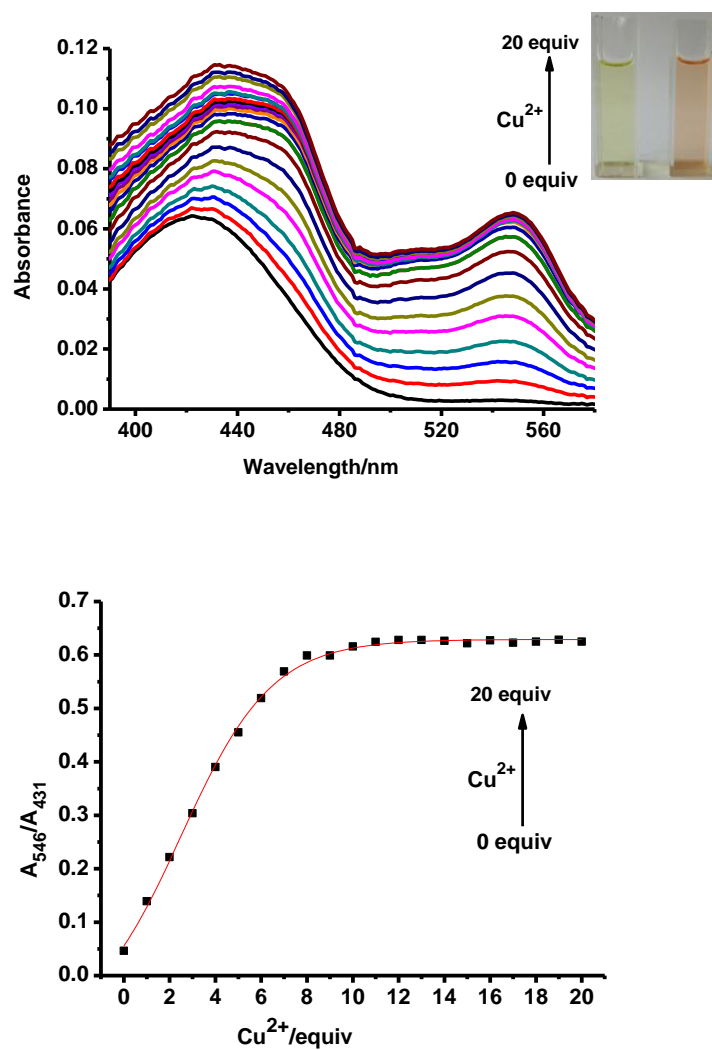 0.12
0.10
0.08
0.06
0.04
0.02
0.00
Absorbance
400 440 480 520 560
Wavelength/nm
20 equiv
Cu2+
0 equiv
0.7
0.6
0.5
0.4
0.3
0.2
0.1
0.0
A546/A431
0 2 4 6 8 10 12 14 16 18 20
Cu2+/equiv
20 equiv
Cu2+
0 equiv